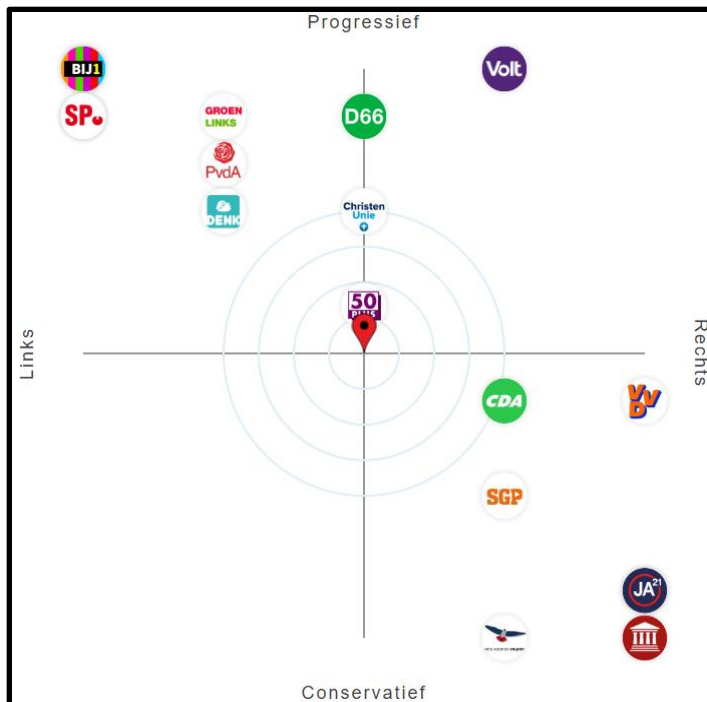 Progressief
BIJ1
Volt
SP.
GROEN
LINKS
D66
PvdA
DENK
Christen
Unie
50
PLUS
Links
Rechts
CDA
VVD
SGP
JA21
Conservatief